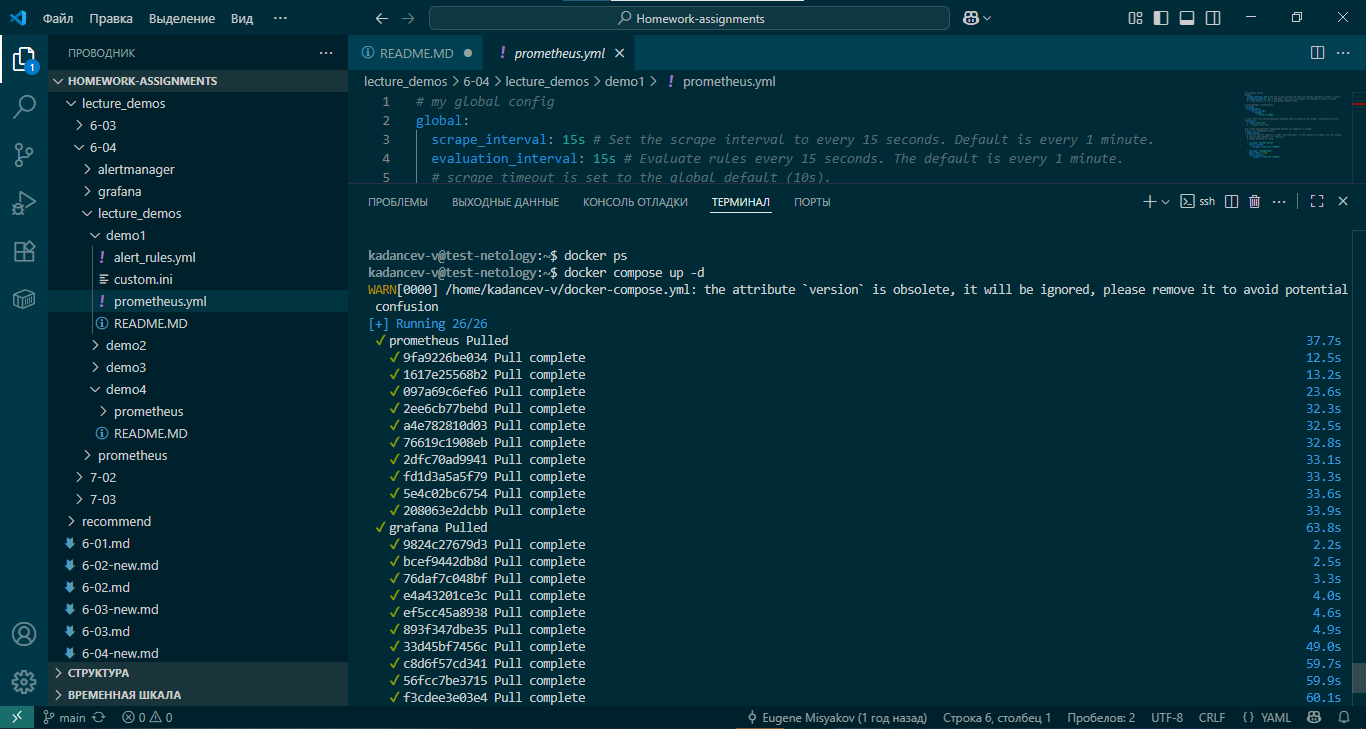 Файл Правка Выделение Вид ···
Homework-assignments
ПРОВОДНИК ···
1
HOMEWORK-ASSIGNMENTS
lecture_demos
6-03
6-04
alertmanager
grafana
lecture_demos
demo1
! alert_rules.yml
custom.ini
! prometheus.yml
README.MD
demo2
demo3
demo4
prometheus
README.MD
prometheus
7-02
7-03
recommend
6-01.md
6-02-new.md
6-02.md
6-03-new.md
6-03.md
6-04-new.md
СТРУКТУРА
ВРЕМЕННАЯ ШКАЛА
README.MD
! prometheus.yml
lecture_demos > 6-04 > lecture_demos > demo1 > ! prometheus.yml
1 # my global config
2 global:
3 scrape_interval: 15s # Set the scrape interval to every 15 seconds. Default is every 1 minute.
4 evaluation_interval: 15s # Evaluate rules every 15 seconds. The default is every 1 minute.
5 # scrape_timeout is set to the global default (10s).
ПРОБЛЕМЫ ВЫХОДНЫЕ ДАННЫЕ КОНСОЛЬ ОТЛАДКИ ТЕРМИНАЛ ПОРТЫ
ssh
kadancev-v@test-netology:~$ docker ps
kadancev-v@test-netology:~$ docker compose up -d
WARN[0000] /home/kadancev-v/docker-compose.yml: the attribute `version` is obsolete, it will be ignored, please remove it to avoid potential
confusion
[+] Running 26/26
✓ prometheus Pulled 37.7s
✓ 9fa9226be034 Pull complete 12.5s
✓ 1617e25568b2 Pull complete 13.2s
✓ 097a69c6efe6 Pull complete 23.6s
✓ 2ee6cb77bebd Pull complete 32.3s
✓ a4e782810d03 Pull complete 32.5s
✓ 76619c1908eb Pull complete 32.8s
✓ 2dfc70ad9941 Pull complete 33.1s
✓ fd1d3a5a5f79 Pull complete 33.3s
✓ 5e4c02bc6754 Pull complete 33.6s
✓ 208063e2dcbb Pull complete 33.9s
✓ grafana Pulled 63.8s
✓ 9824c27679d3 Pull complete 2.2s
✓ bcef9442db8d Pull complete 2.5s
✓ 76daf7c048bf Pull complete 3.3s
✓ e4a43201ce3c Pull complete 4.0s
✓ ef5cc45a8938 Pull complete 4.6s
✓ 893f347dbe35 Pull complete 4.9s
✓ 33d45bf7456c Pull complete 49.0s
✓ c8d6f57cd341 Pull complete 59.7s
✓ 56fcc7be3715 Pull complete 59.9s
✓ f3cdee3e03e4 Pull complete 60.1s
main 0 0 Eugene Misyakov (1 год назад) Строка 6, столбец 1 Пробелов: 2 UTF-8 CRLF {} YAML